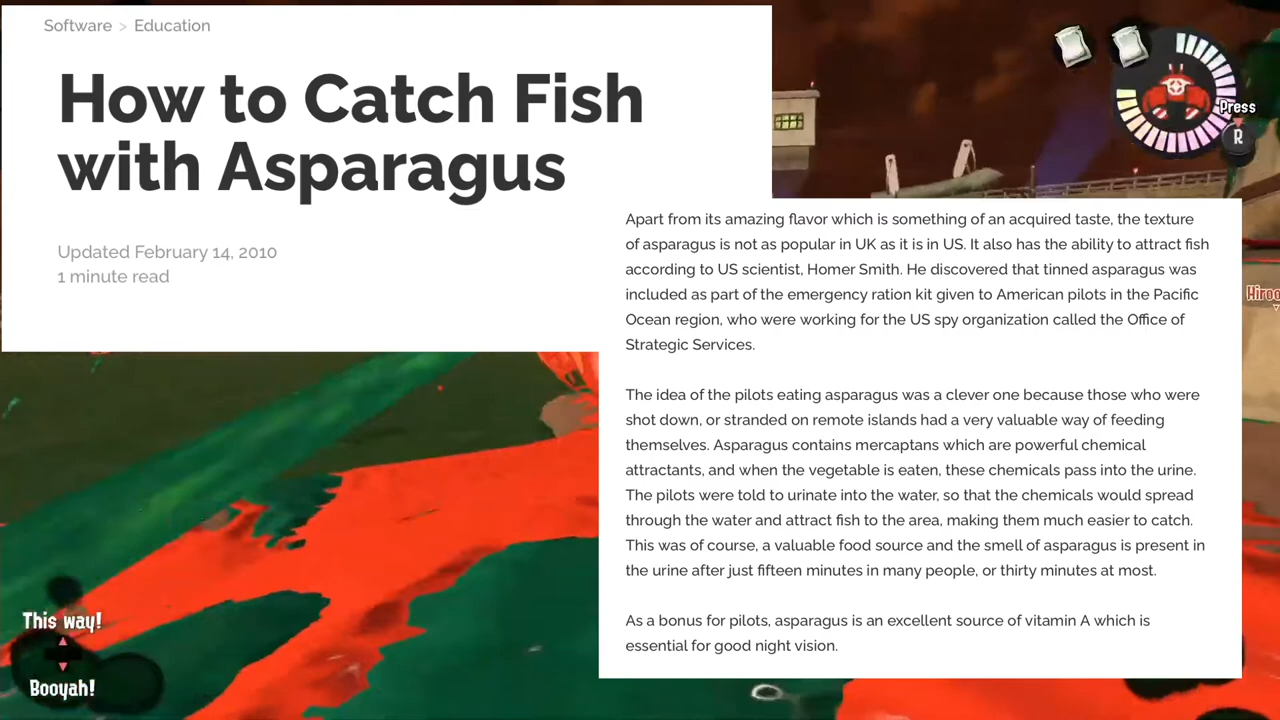 Software > Education
How to Catch Fish
with Asparagus
Updated February 14, 2010
1 minute read
Press
R
Apart from its amazing flavor which is something of an acquired taste, the texture
of asparagus is not as popular in UK as it is in US. It also has the ability to attract fish
according to US scientist, Homer Smith. He discovered that tinned asparagus was
included as part of the emergency ration kit given to American pilots in the Pacific
Ocean region, who were working for the US spy organization called the Office of
Strategic Services.
The idea of the pilots eating asparagus was a clever one because those who were
shot down, or stranded on remote islands had a very valuable way of feeding
themselves. Asparagus contains mercaptans which are powerful chemical
attractants, and when the vegetable is eaten, these chemicals pass into the urine.
The pilots were told to urinate into the water, so that the chemicals would spread
through the water and attract fish to the area, making them much easier to catch.
This was of course, a valuable food source and the smell of asparagus is present in
the urine after just fifteen minutes in many people, or thirty minutes at most.
As a bonus for pilots, asparagus is an excellent source of vitamin A which is
essential for good night vision.
This way!
Booyah!